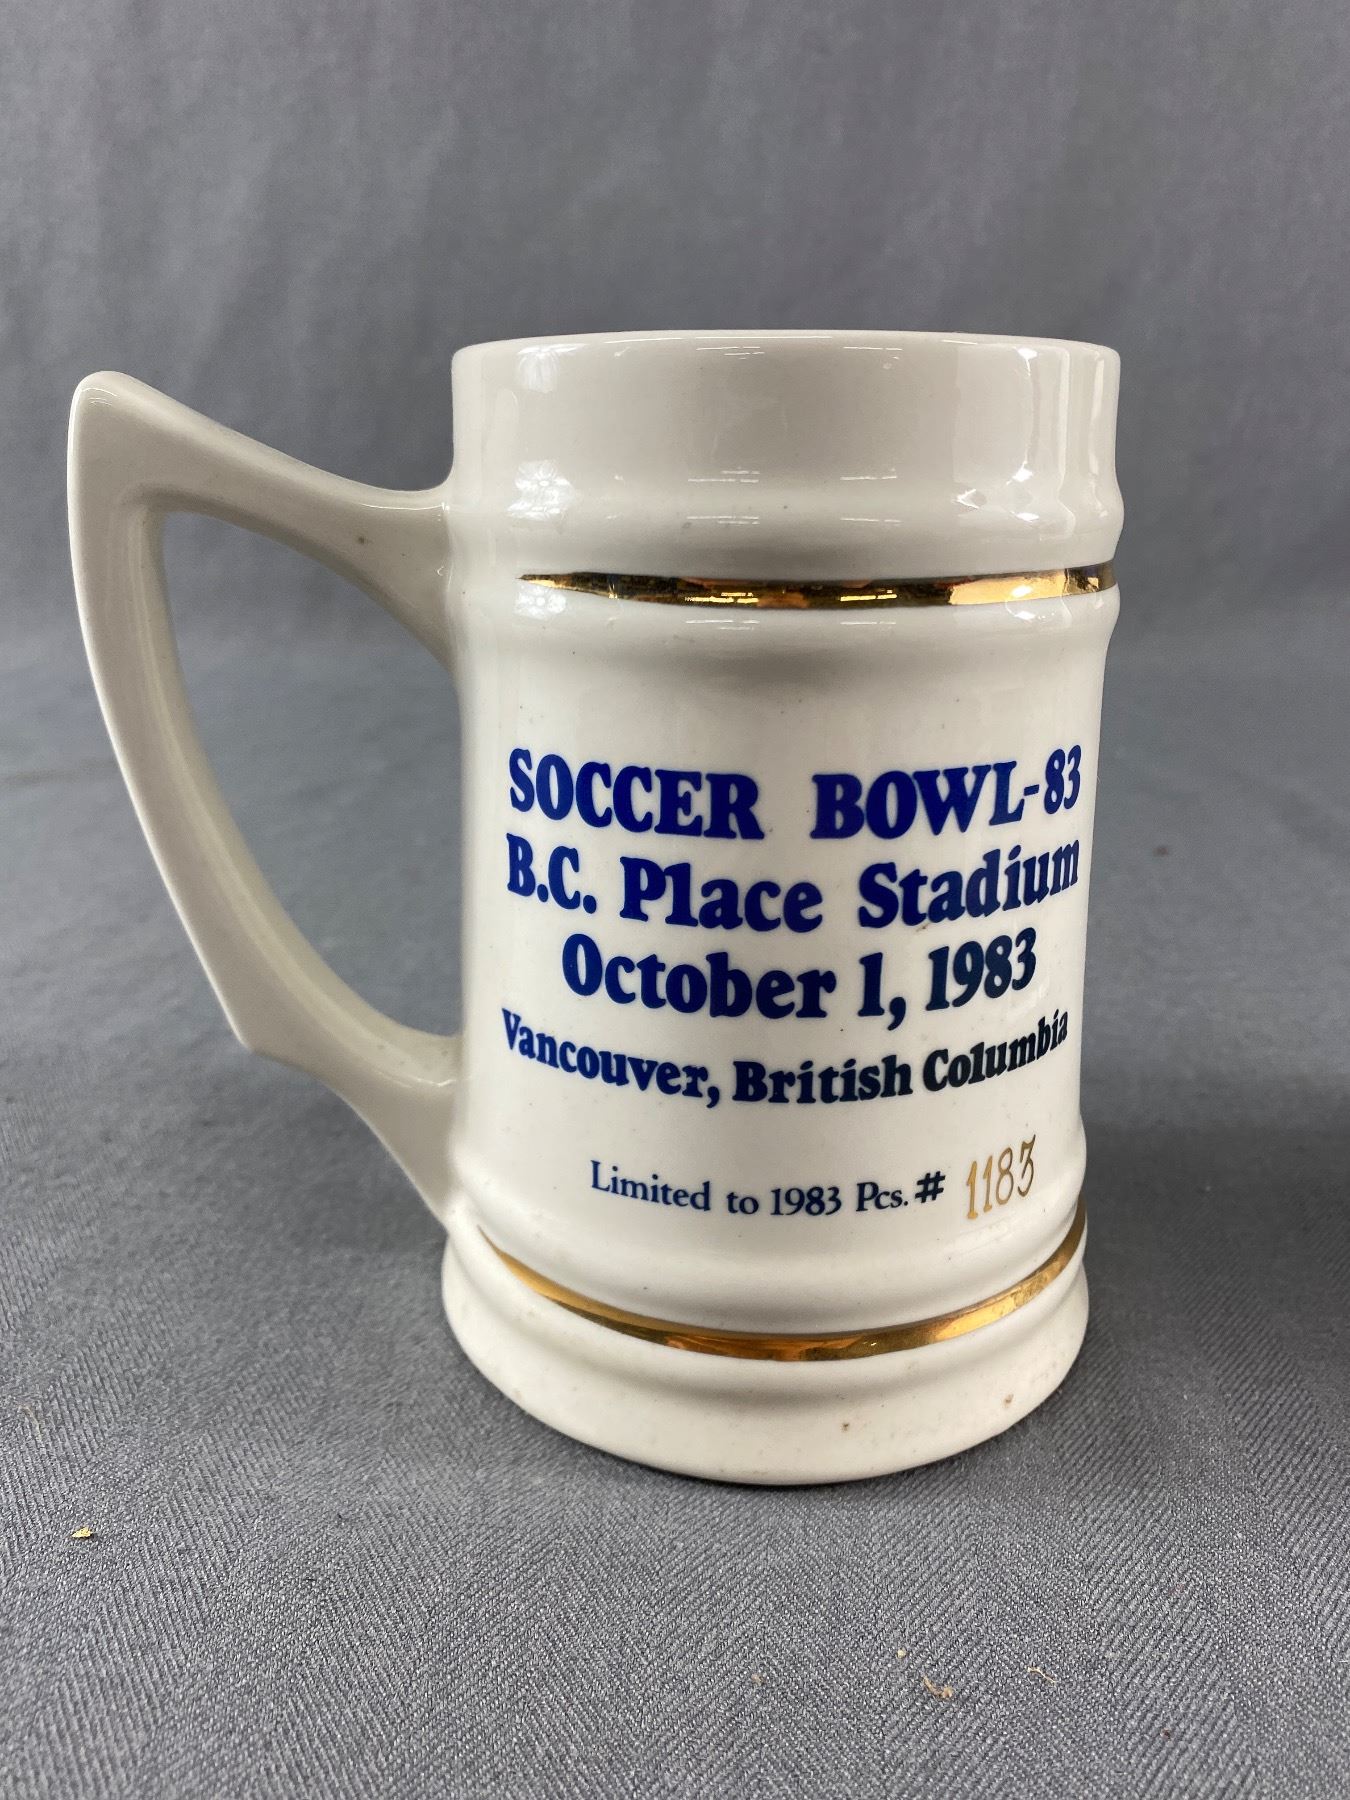 SOCCER BOWL-83
B.C. Place Stadium
October 1, 1983
Vancouver, British Columbia
Limited to 1983 Pcs. # 1183